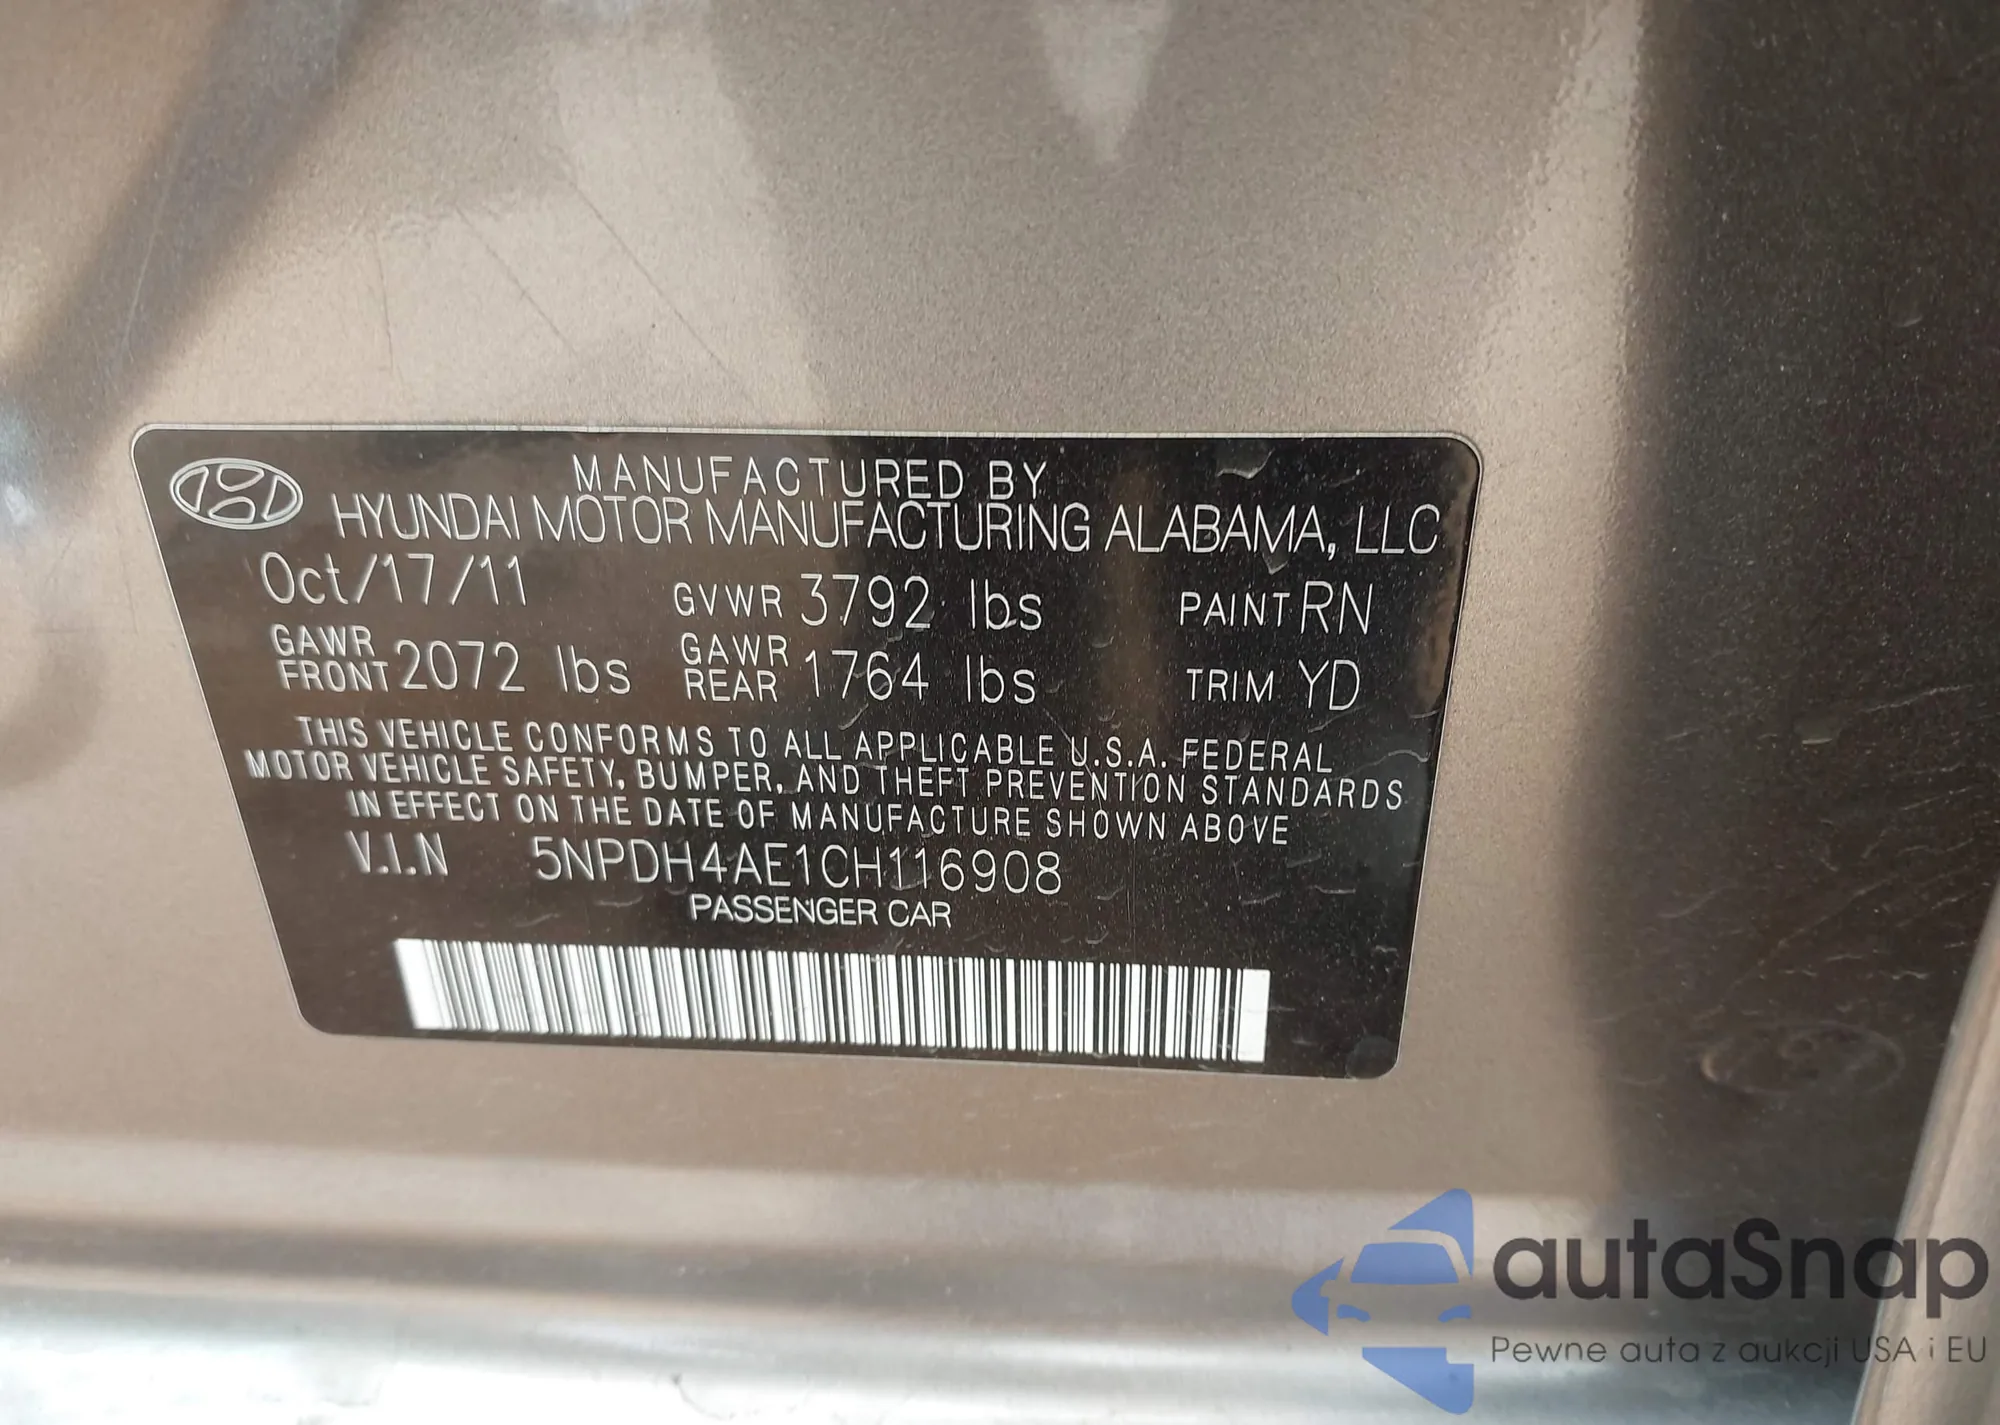 MANUFACTURED BY
HYUNDAI MOTOR MANUFACTURING ALABAMA, LLC
Oct/17/11 GVWR 3792 lbs PAINT RN
GAWR FRONT 2072 lbs GAWR REAR 1764 lbs TRIM YD
THIS VEHICLE CONFORMS TO ALL APPLICABLE U.S.A. FEDERAL
MOTOR VEHICLE SAFETY, BUMPER, AND THEFT PREVENTION STANDARDS
IN EFFECT ON THE DATE OF MANUFACTURE SHOWN ABOVE
V.I.N 5NPDH4AE1CH116908
PASSENGER CAR
autaSnap
Pewne auta z aukcji USA i EU